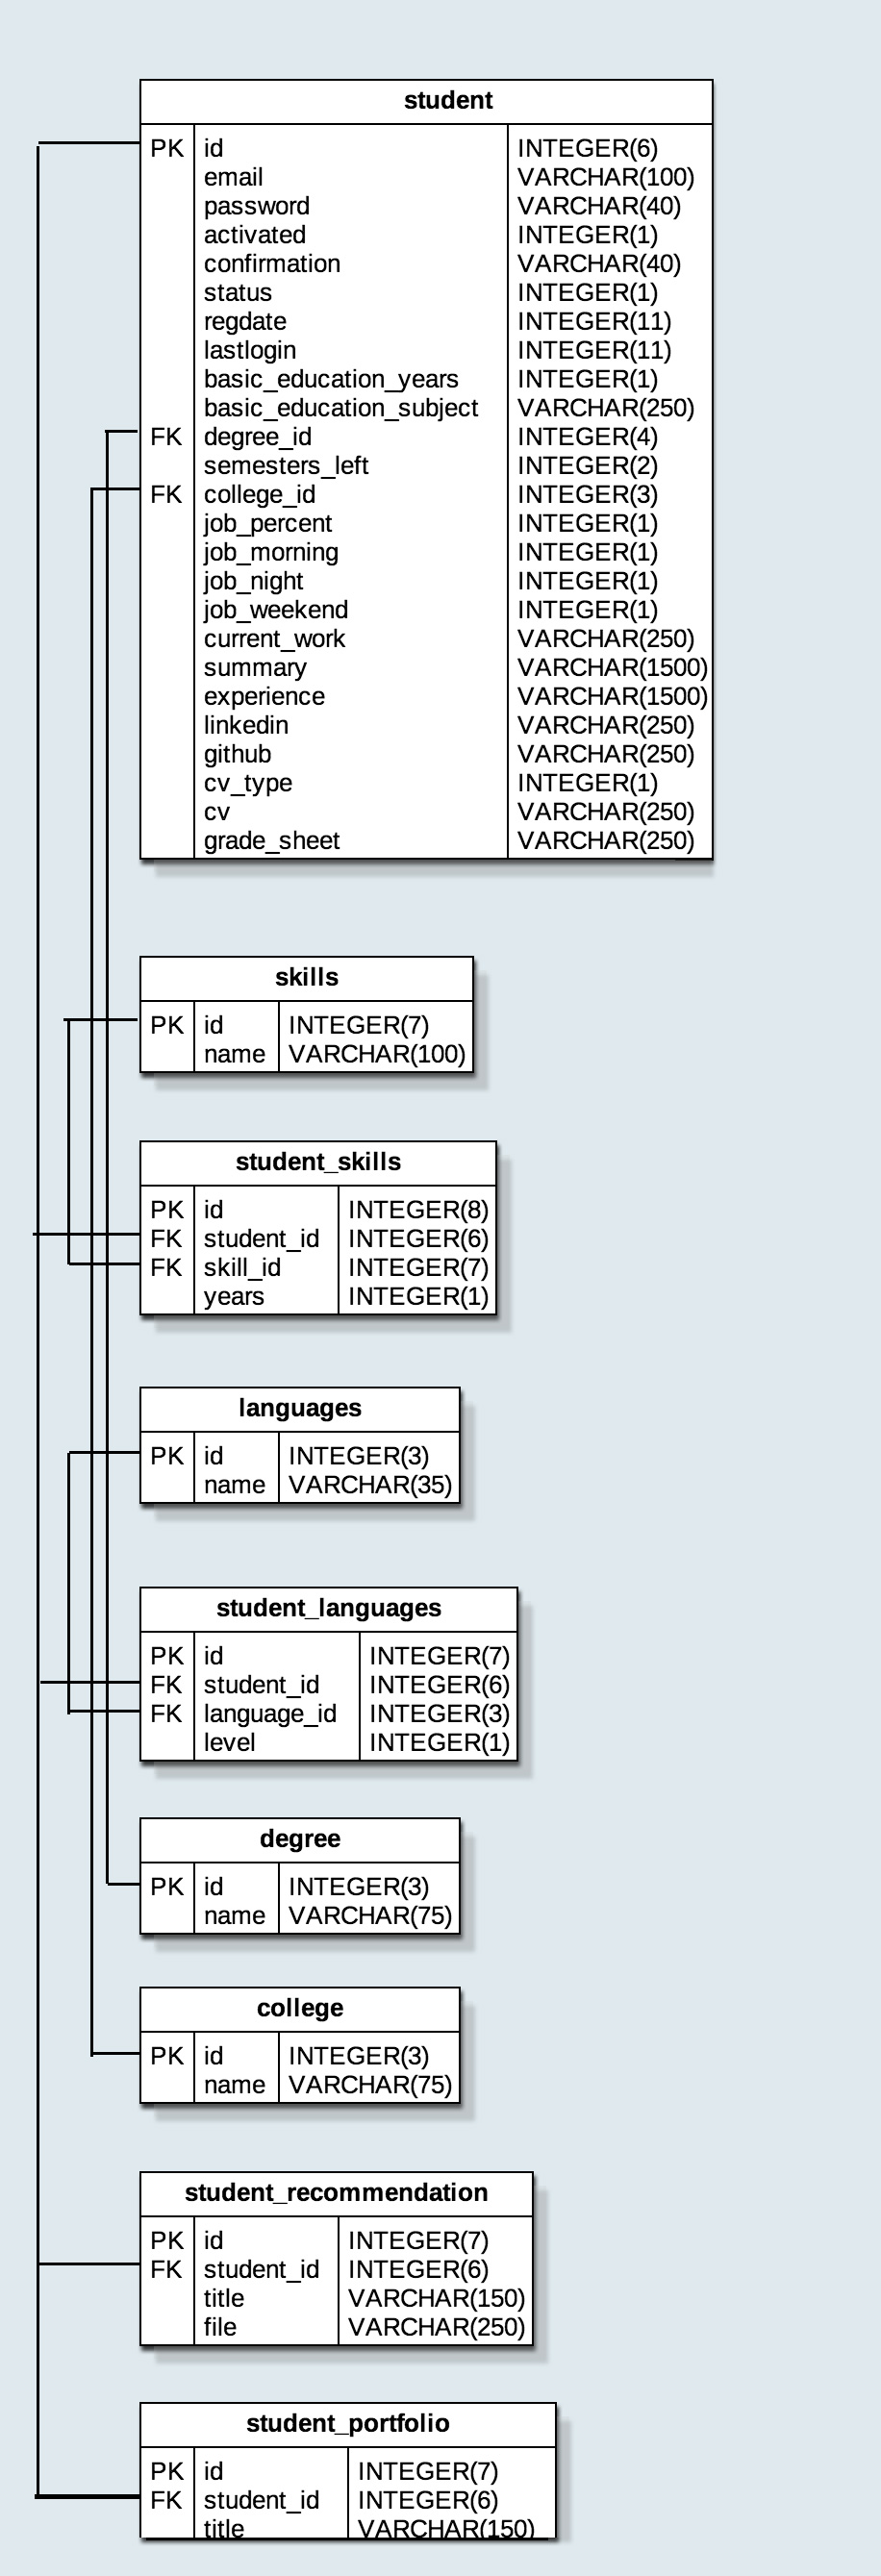 student
PK id INTEGER(6)
email VARCHAR(100)
password VARCHAR(40)
activated INTEGER(1)
confirmation VARCHAR(40)
status INTEGER(1)
regdate INTEGER(11)
lastlogin INTEGER(11)
basic_education_years INTEGER(1)
basic_education_subject VARCHAR(250)
FK degree_id INTEGER(4)
semesters_left INTEGER(2)
FK college_id INTEGER(3)
job_percent INTEGER(1)
job_morning INTEGER(1)
job_night INTEGER(1)
job_weekend INTEGER(1)
current_work VARCHAR(250)
summary VARCHAR(1500)
experience VARCHAR(1500)
linkedin VARCHAR(250)
github VARCHAR(250)
cv_type INTEGER(1)
cv VARCHAR(250)
grade_sheet VARCHAR(250)
skills
PK id INTEGER(7)
name VARCHAR(100)
student_skills
PK id INTEGER(8)
FK student_id INTEGER(6)
FK skill_id INTEGER(7)
years INTEGER(1)
languages
PK id INTEGER(3)
name VARCHAR(35)
student_languages
PK id INTEGER(7)
FK student_id INTEGER(6)
FK language_id INTEGER(3)
level INTEGER(1)
degree
PK id INTEGER(3)
name VARCHAR(75)
college
PK id INTEGER(3)
name VARCHAR(75)
student_recommendation
PK id INTEGER(7)
FK student_id INTEGER(6)
title VARCHAR(150)
file VARCHAR(250)
student_portfolio
PK id INTEGER(7)
FK student_id INTEGER(6)
title VARCHAR(150)